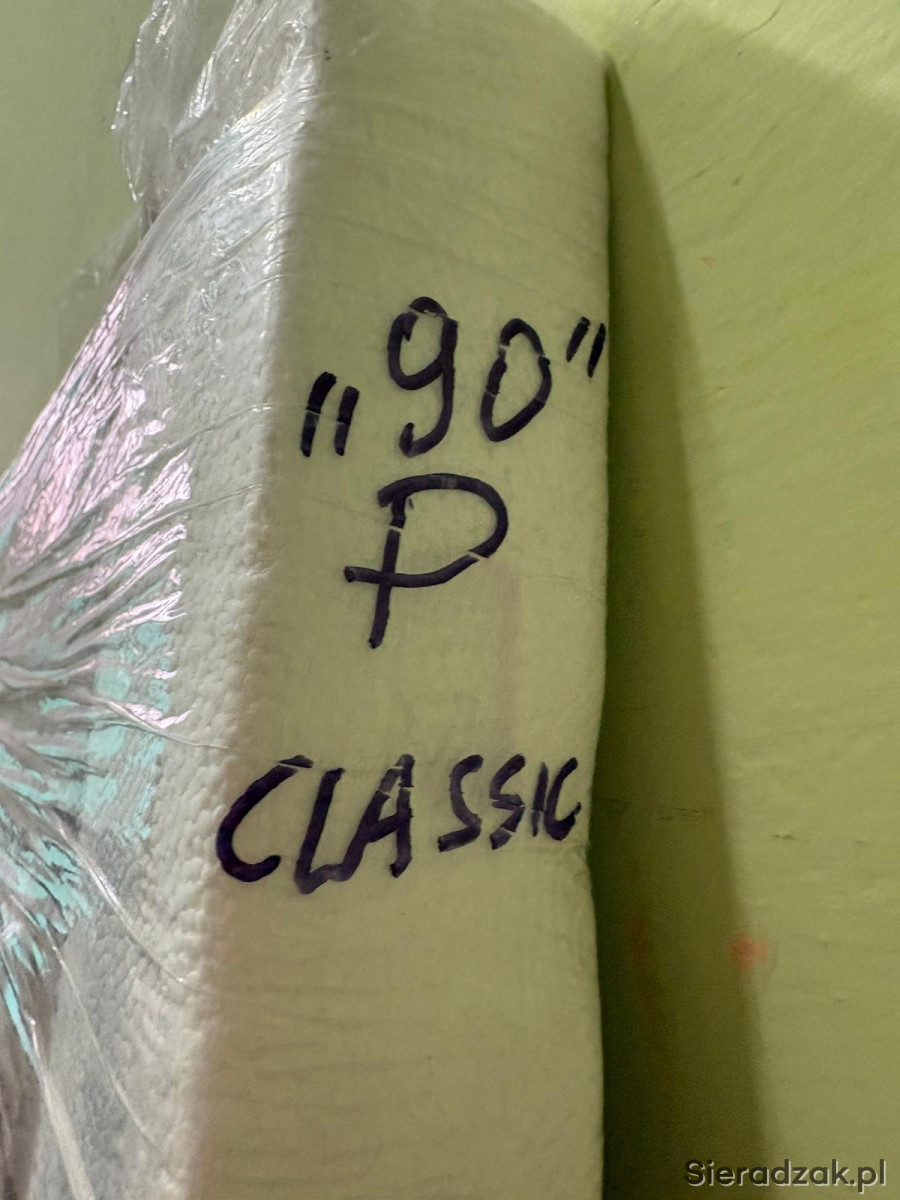 „90”
P
CLASSIC
Sieradzak.pl